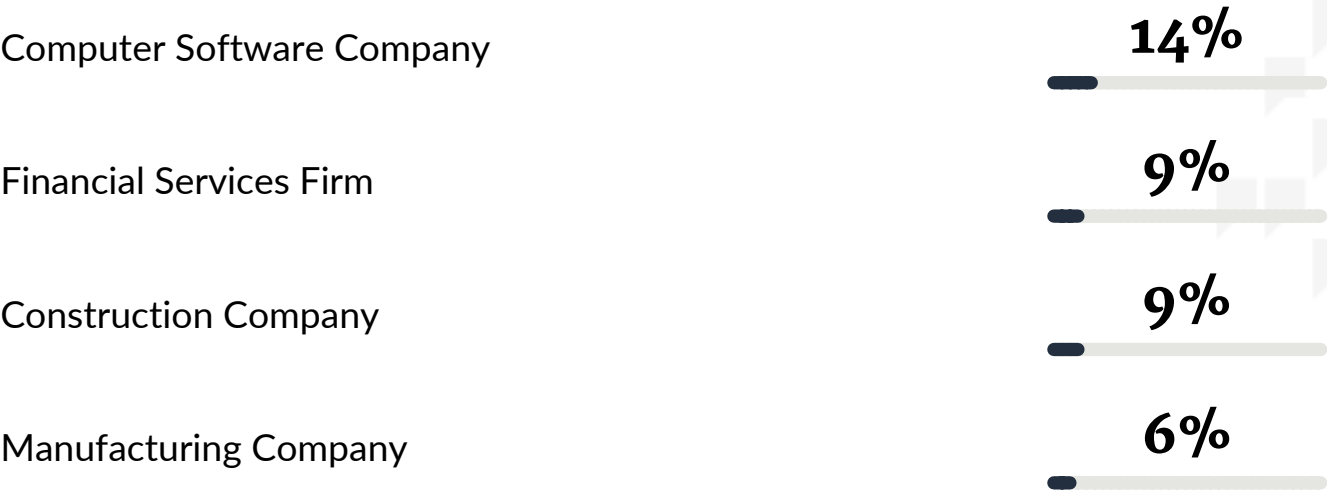 Computer Software Company
14%
Financial Services Firm
9%
Construction Company
9%
Manufacturing Company
6%